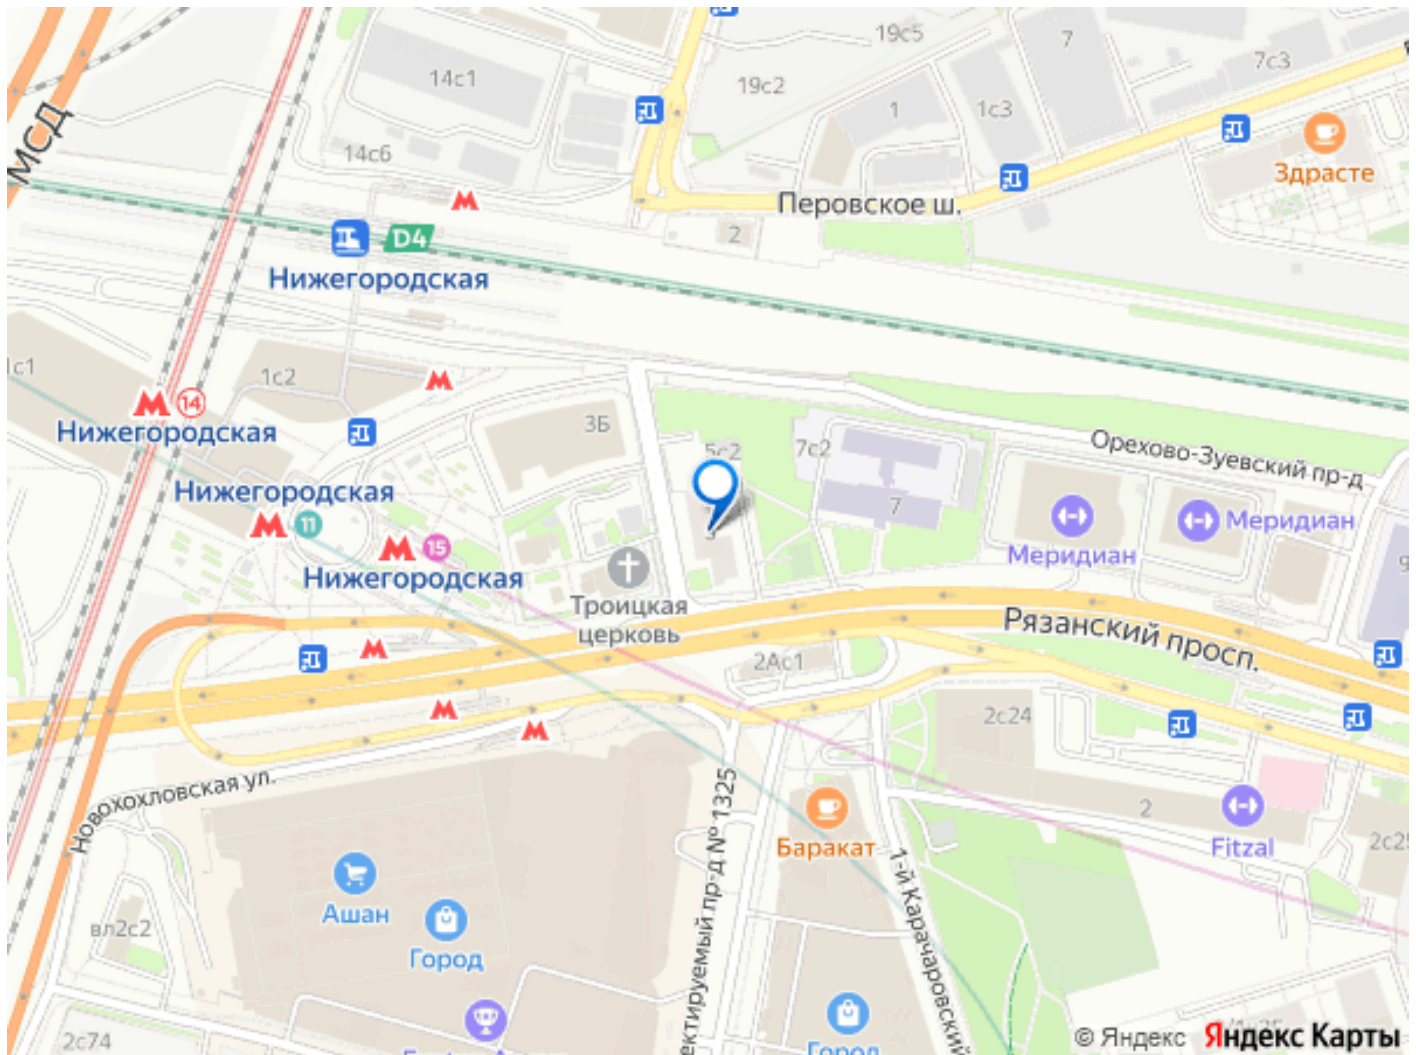 19с5
7
7с3
14с1
19с2
1
1с3
МСД
14с6
Здрасте
Перовское ш.
2
D4
Нижегородская
1с1
1с2
14
Нижегородская
3Б
5с2
7с2
Орехово-Зуевский пр-д
Нижегородская
11
7
Меридиан
Меридиан
15
Нижегородская
9
Троицкая
церковь
Рязанский просп.
2Ас1
2с24
Новохохловская ул.
2
Баракат
Fitzal
2с25
Ашан
вл2с2
Город
ектируемый пр-д № 1325
1-й Карачаровский
2с74
Город
© Яндекс
Яндекс Карты